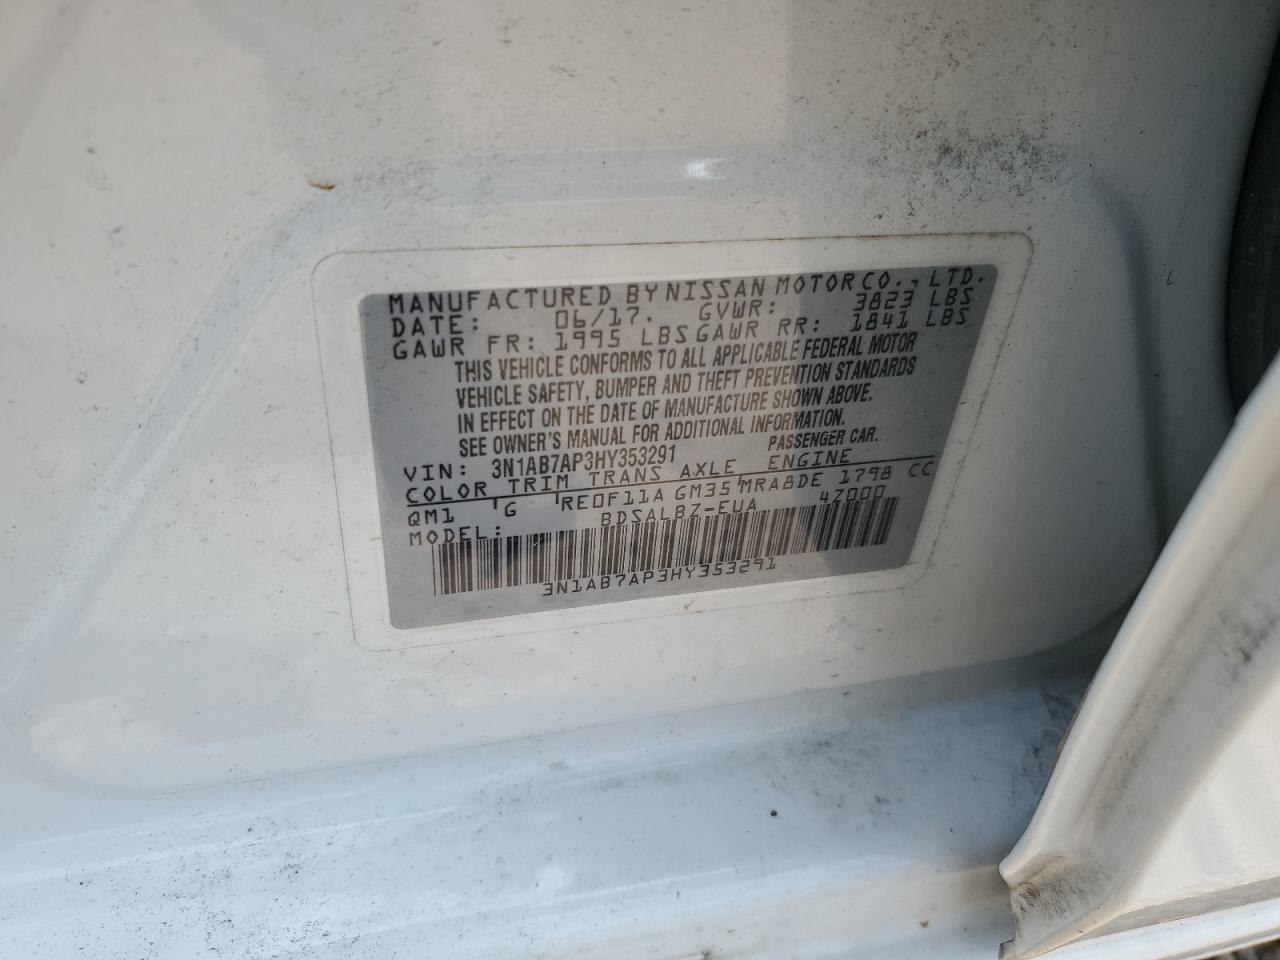 MANUFACTURED BY NISSAN MOTOR CO., LTD.
DATE: 06/17. GVWR: 3823 LBS
GAWR FR: 1995 LBS GAWR RR: 1841 LBS
THIS VEHICLE CONFORMS TO ALL APPLICABLE FEDERAL MOTOR
VEHICLE SAFETY, BUMPER AND THEFT PREVENTION STANDARDS
IN EFFECT ON THE DATE OF MANUFACTURE SHOWN ABOVE.
SEE OWNER'S MANUAL FOR ADDITIONAL INFORMATION.
VIN: 3N1AB7AP3HY353291 PASSENGER CAR.
COLOR TRIM TRANS AXLE ENGINE
QM1 G RE0F11A GM35 MRA8DE 1798 CC
MODEL: BDSALBZ-EUA 47000
3N1AB7AP3HY353291